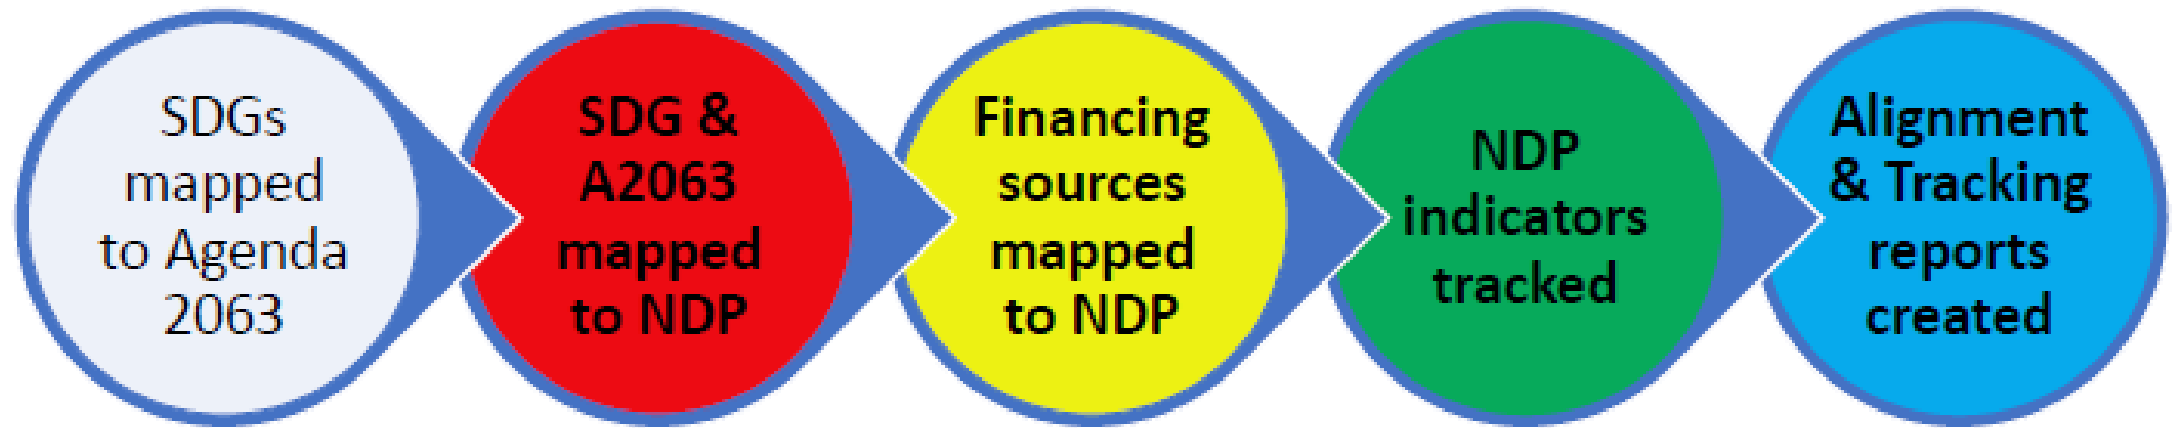 SDGs
mapped
to Agenda
2063
SDG &
A2063
mapped
to NDP
Financing
sources
mapped
to NDP
NDP
indicators
tracked
Alignment
& Tracking
reports
created